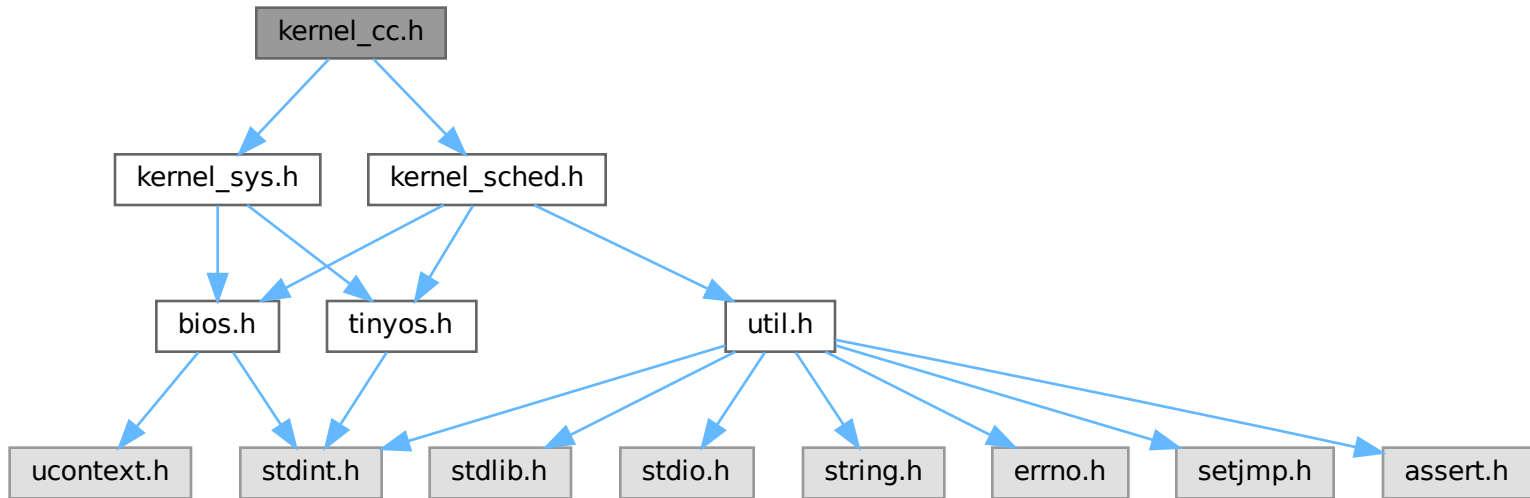 kernel_cc.h
kernel_sys.h
kernel_sched.h
bios.h
tinyos.h
util.h
ucontext.h
stdint.h
stdlib.h
stdio.h
string.h
errno.h
setjmp.h
assert.h